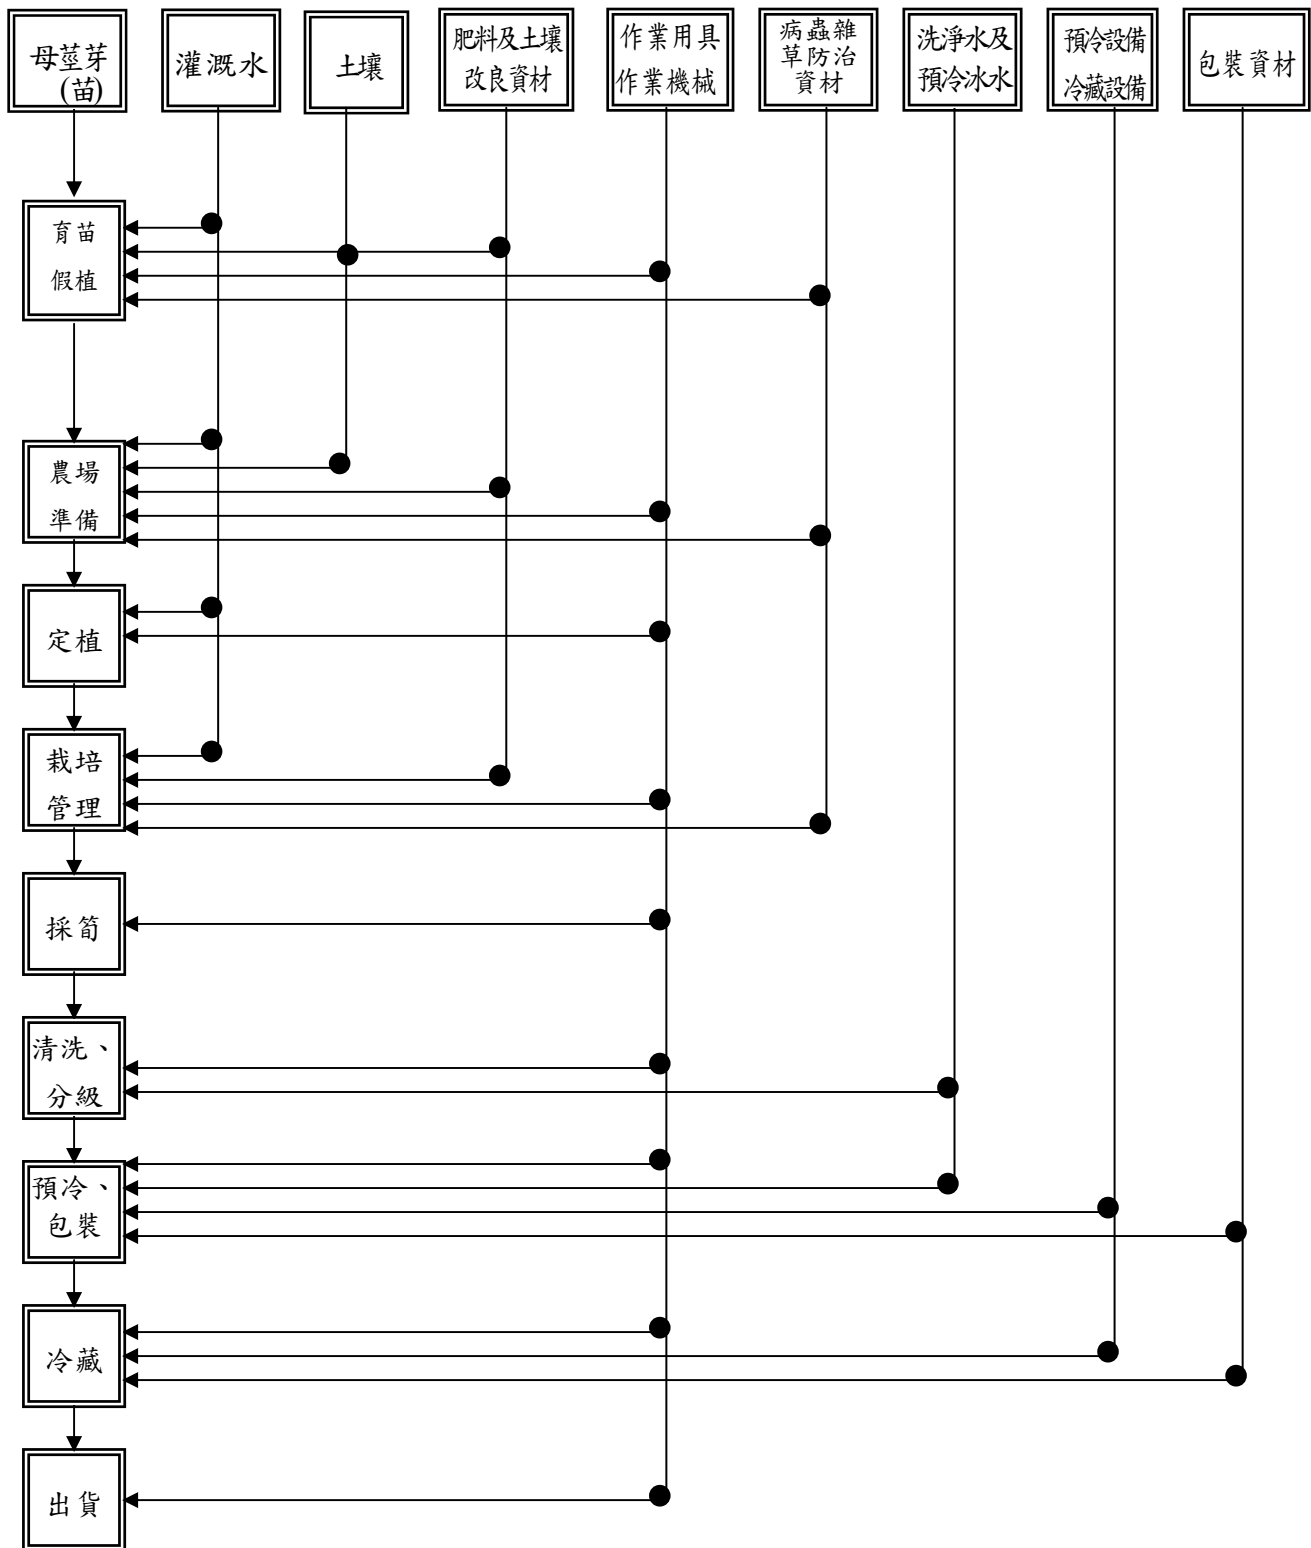 母莖芽
(苗)
灌溉水
土壤
肥料及土壤
改良資材
作業用具
作業機械
病蟲雜
草防治
資材
洗淨水及
預冷冰水
預冷設備
冷藏設備
包裝資材
育苗
假植
農場
準備
定植
栽培
管理
採筍
清洗、
分級
預冷、
包裝
冷藏
出貨